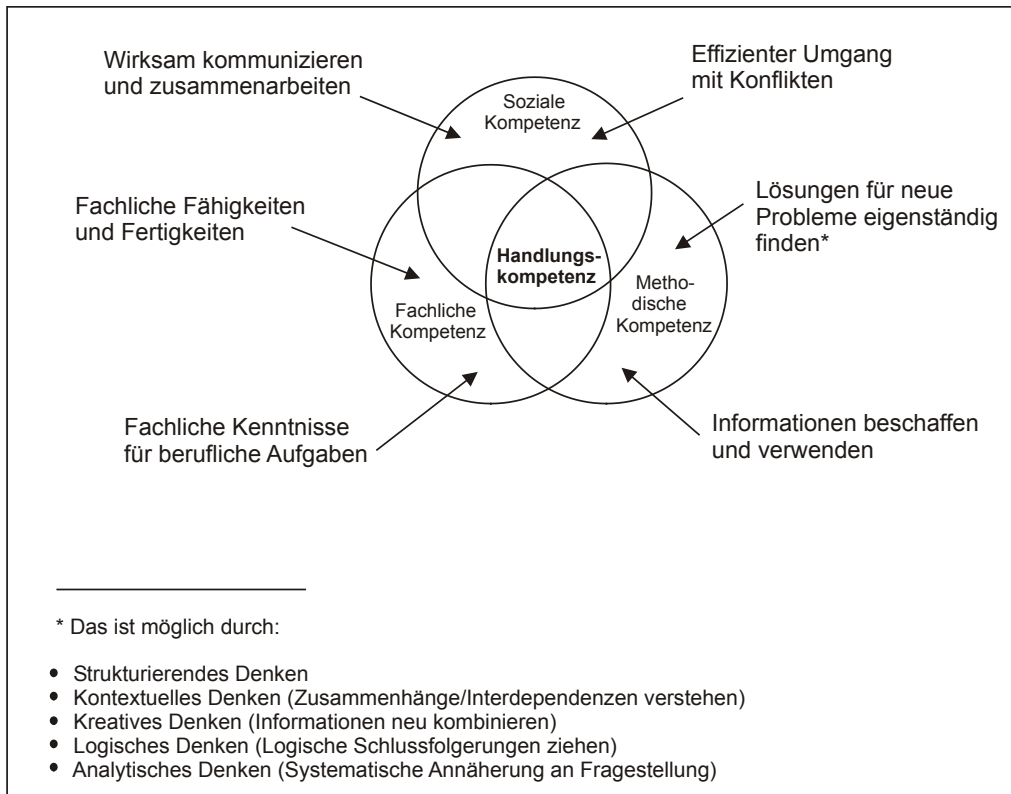 Wirksam kommunizieren
und zusammenarbeiten
Effizienter Umgang
mit Konflikten
Soziale
Kompetenz
Fachliche Fähigkeiten
und Fertigkeiten
Lösungen für neue
Probleme eigenständig
finden*
Handlungs-
kompetenz
Fachliche
Kompetenz
Metho-
dische
Kompetenz
Fachliche Kenntnisse
für berufliche Aufgaben
Informationen beschaffen
und verwenden
* Das ist möglich durch:
• Strukturierendes Denken
• Kontextuelles Denken (Zusammenhänge/Interdependenzen verstehen)
• Kreatives Denken (Informationen neu kombinieren)
• Logisches Denken (Logische Schlussfolgerungen ziehen)
• Analytisches Denken (Systematische Annäherung an Fragestellung)